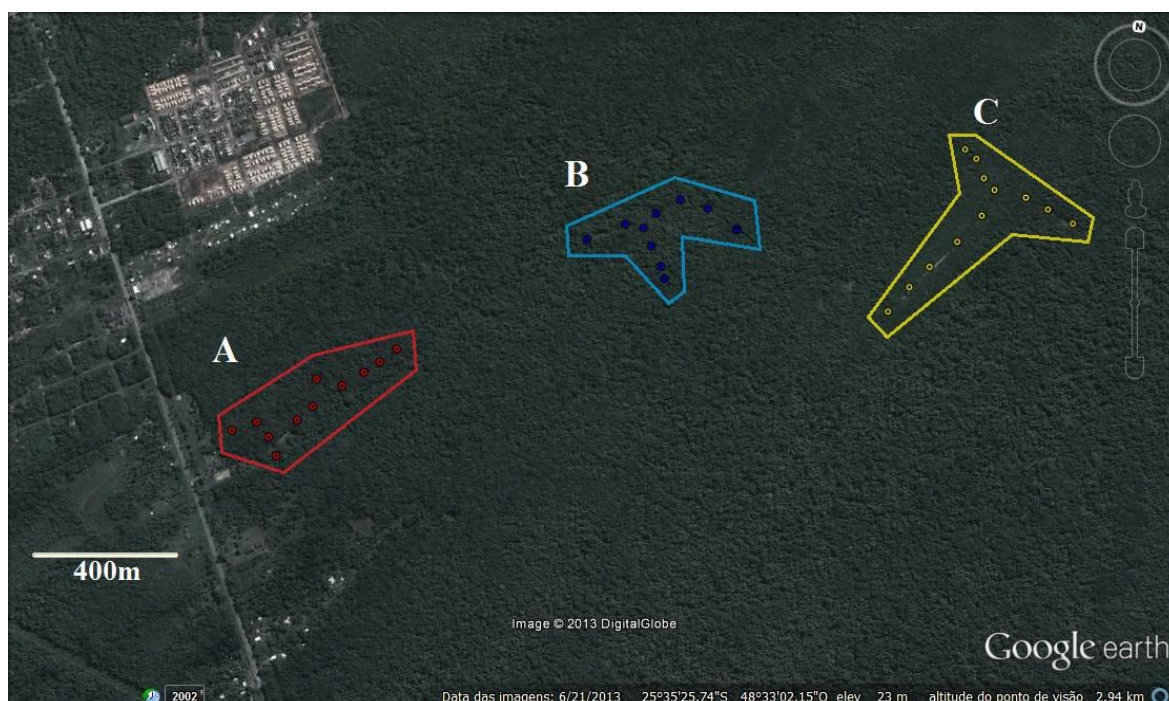 N
C
B
A
400m
Image © 2013 DigitalGlobe
Google earth
2002
Data das imagens: 6/21/2013 25°35'25.74"S 48°33'02.15"O elev 23 m altitude do ponto de visão 2.94 km